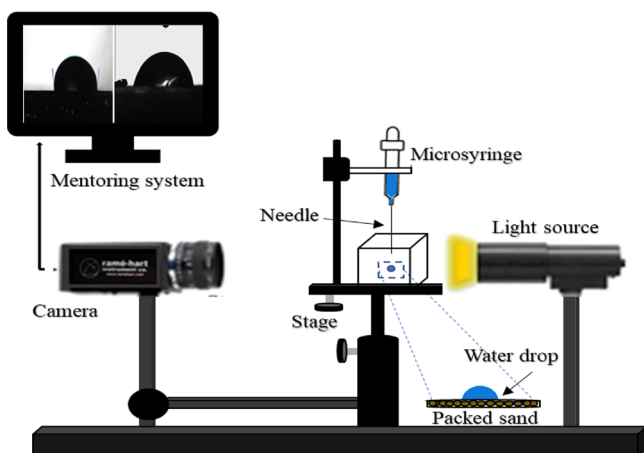 Mentoring system
Microsyringe
Needle
Light source
ramé-hart
instrument co.
Camera
Stage
Water drop
Packed sand